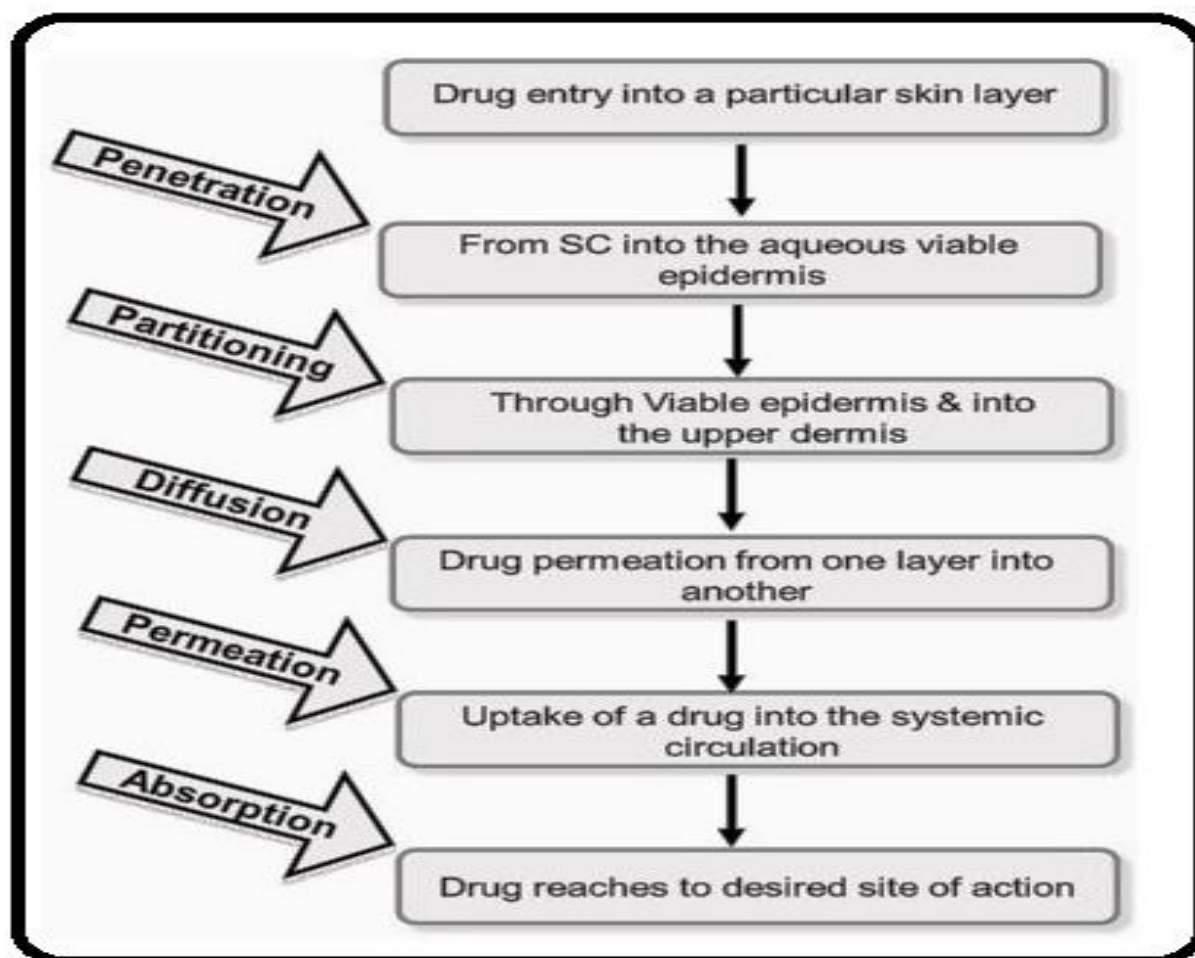 Drug entry into a particular skin layer
Penetration
From SC into the aqueous viable
epidermis
Partitioning
Through Viable epidermis & into
the upper dermis
Diffusion
Drug permeation from one layer into
another
Permeation
Uptake of a drug into the systemic
circulation
Absorption
Drug reaches to desired site of action